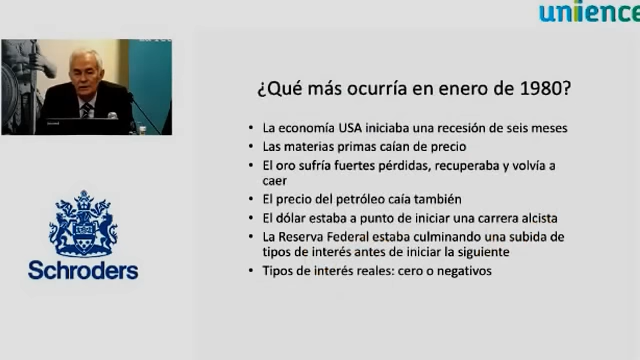 unience
¿Qué más ocurría en enero de 1980?
• La economía USA iniciaba una recesión de seis meses
• Las materias primas caían de precio
• El oro sufría fuertes pérdidas, recuperaba y volvía a
caer
• El precio del petróleo caía también
• El dólar estaba a punto de iniciar una carrera alcista
• La Reserva Federal estaba culminando una subida de
tipos de interés antes de iniciar la siguiente
• Tipos de interés reales: cero o negativos
Schroders